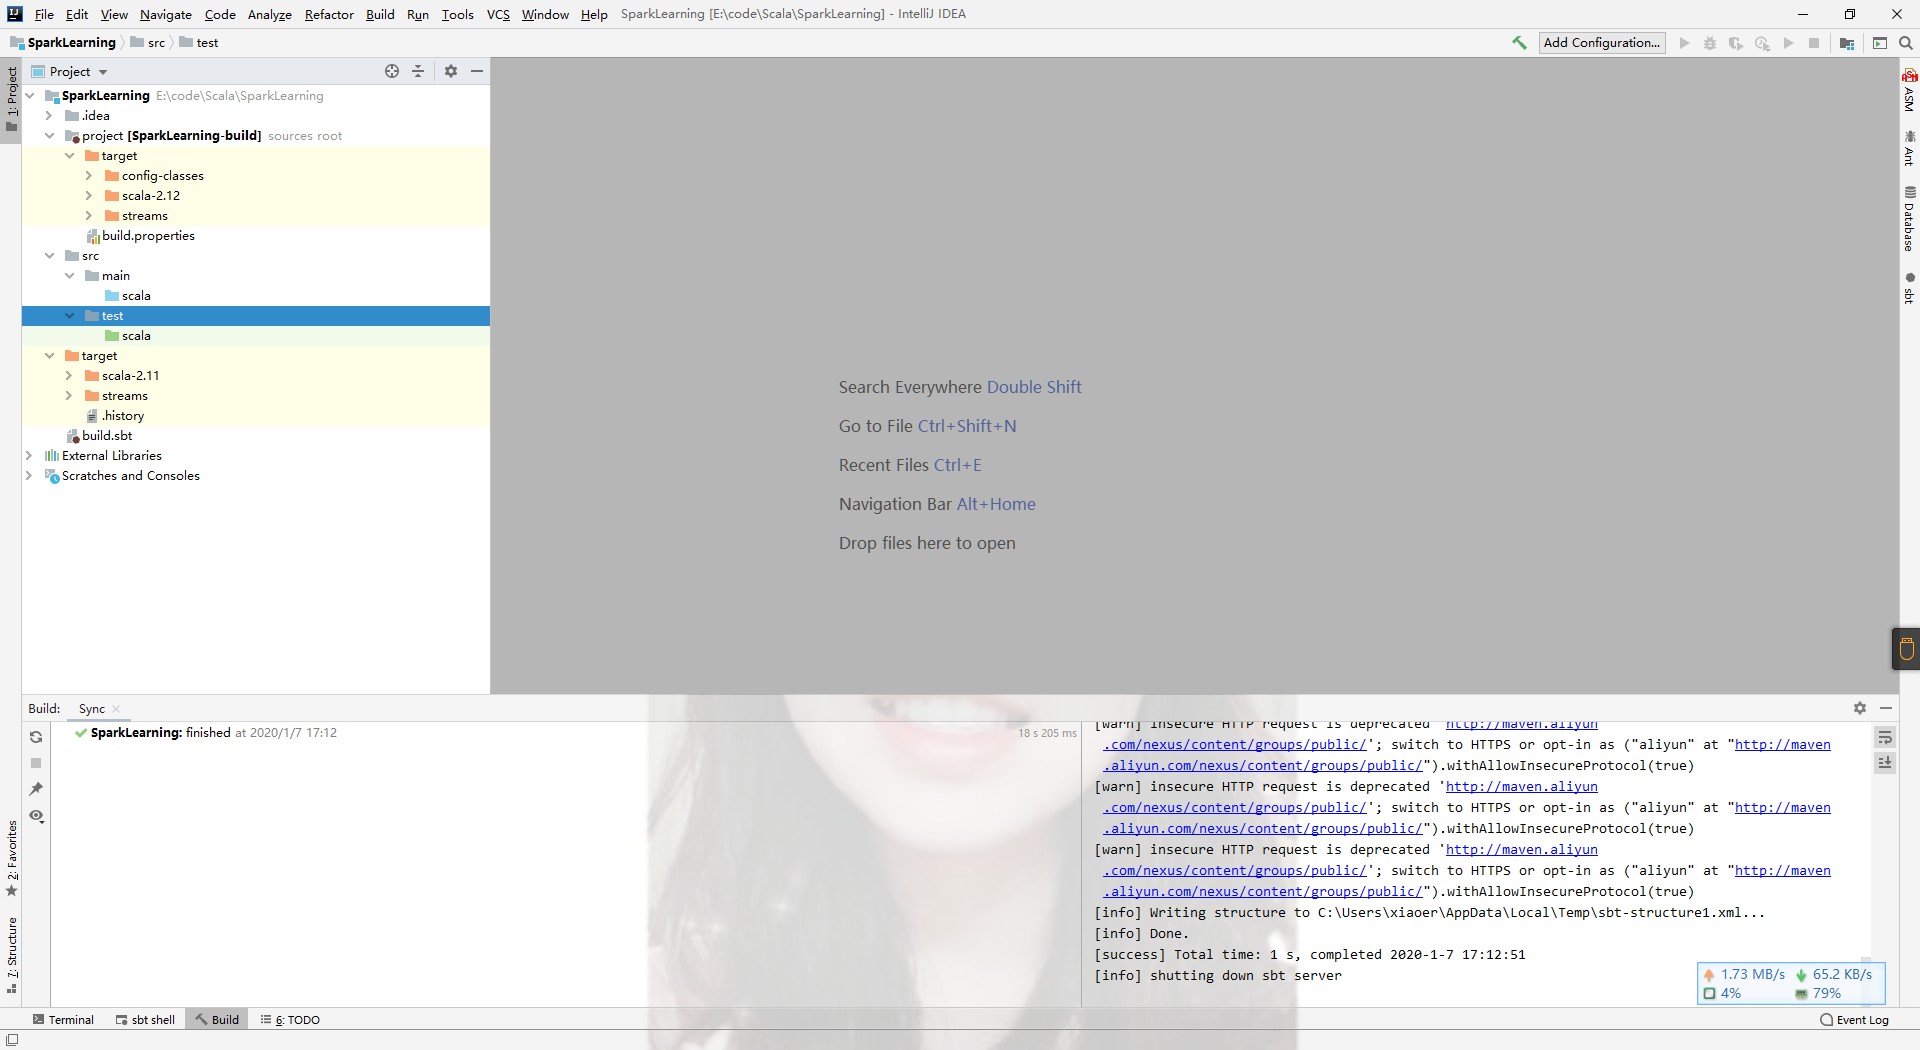 File Edit View Navigate Code Analyze Refactor Build Run Tools VCS Window Help SparkLearning [E:\code\Scala\SparkLearning] - IntelliJ IDEA
SparkLearning src test
Add Configuration...
1: Project
Project
SparkLearning E:\code\Scala\SparkLearning
.idea
project [SparkLearning-build] sources root
target
config-classes
scala-2.12
streams
build.properties
src
main
scala
test
scala
target
scala-2.11
streams
.history
build.sbt
External Libraries
Scratches and Consoles
Search Everywhere Double Shift
Go to File Ctrl+Shift+N
Recent Files Ctrl+E
Navigation Bar Alt+Home
Drop files here to open
ASM
Ant
Database
sbt
Build: Sync
SparkLearning: finished at 2020/1/7 17:12
18 s 205 ms
[warn] insecure HTTP request is deprecated 'http://maven.aliyun
.com/nexus/content/groups/public/'; switch to HTTPS or opt-in as ("aliyun" at "http://maven
.aliyun.com/nexus/content/groups/public/").withAllowInsecureProtocol(true)
[warn] insecure HTTP request is deprecated 'http://maven.aliyun
.com/nexus/content/groups/public/'; switch to HTTPS or opt-in as ("aliyun" at "http://maven
.aliyun.com/nexus/content/groups/public/").withAllowInsecureProtocol(true)
[warn] insecure HTTP request is deprecated 'http://maven.aliyun
.com/nexus/content/groups/public/'; switch to HTTPS or opt-in as ("aliyun" at "http://maven
.aliyun.com/nexus/content/groups/public/").withAllowInsecureProtocol(true)
[info] Writing structure to C:\Users\xiaoer\AppData\Local\Temp\sbt-structure1.xml...
[info] Done.
[success] Total time: 1 s, completed 2020-1-7 17:12:51
[info] shutting down sbt server
1.73 MB/s 65.2 KB/s
4% 79%
2: Favorites
7: Structure
Terminal sbt shell Build 6: TODO
Event Log